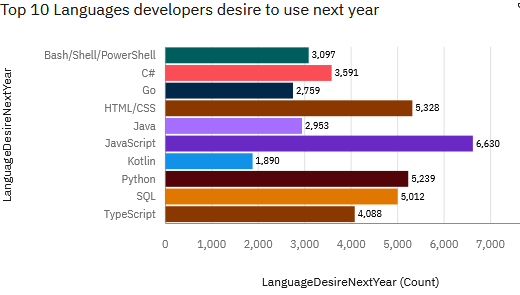 Top 10 Languages developers desire to use next year
LanguageDesireNextYear
Bash/Shell/PowerShell 3,097
C# 3,591
Go 2,759
HTML/CSS 5,328
Java 2,953
JavaScript 6,630
Kotlin 1,890
Python 5,239
SQL 5,012
TypeScript 4,088
0 1,000 2,000 3,000 4,000 5,000 6,000 7,000
LanguageDesireNextYear (Count)